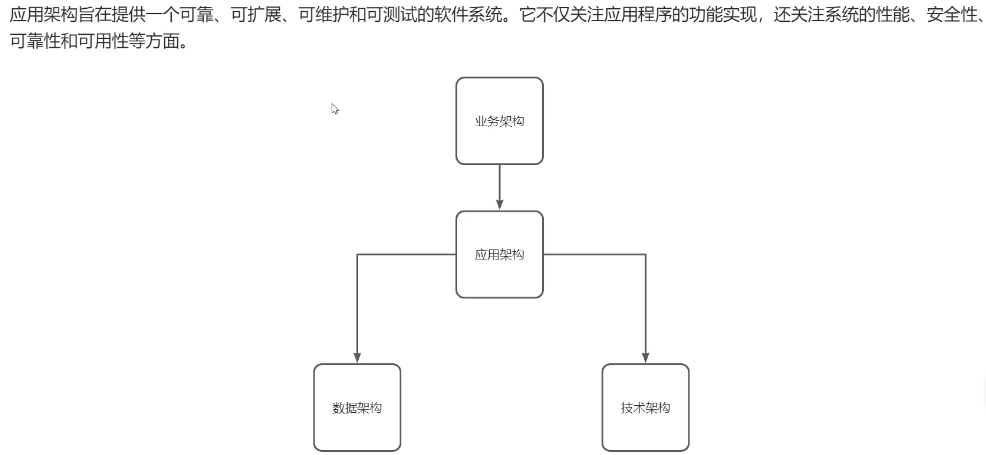 应用架构旨在提供一个可靠、可扩展、可维护和可测试的软件系统。它不仅关注应用程序的功能实现，还关注系统的性能、安全性、
可靠性和可用性等方面。
业务架构
应用架构
数据架构
技术架构